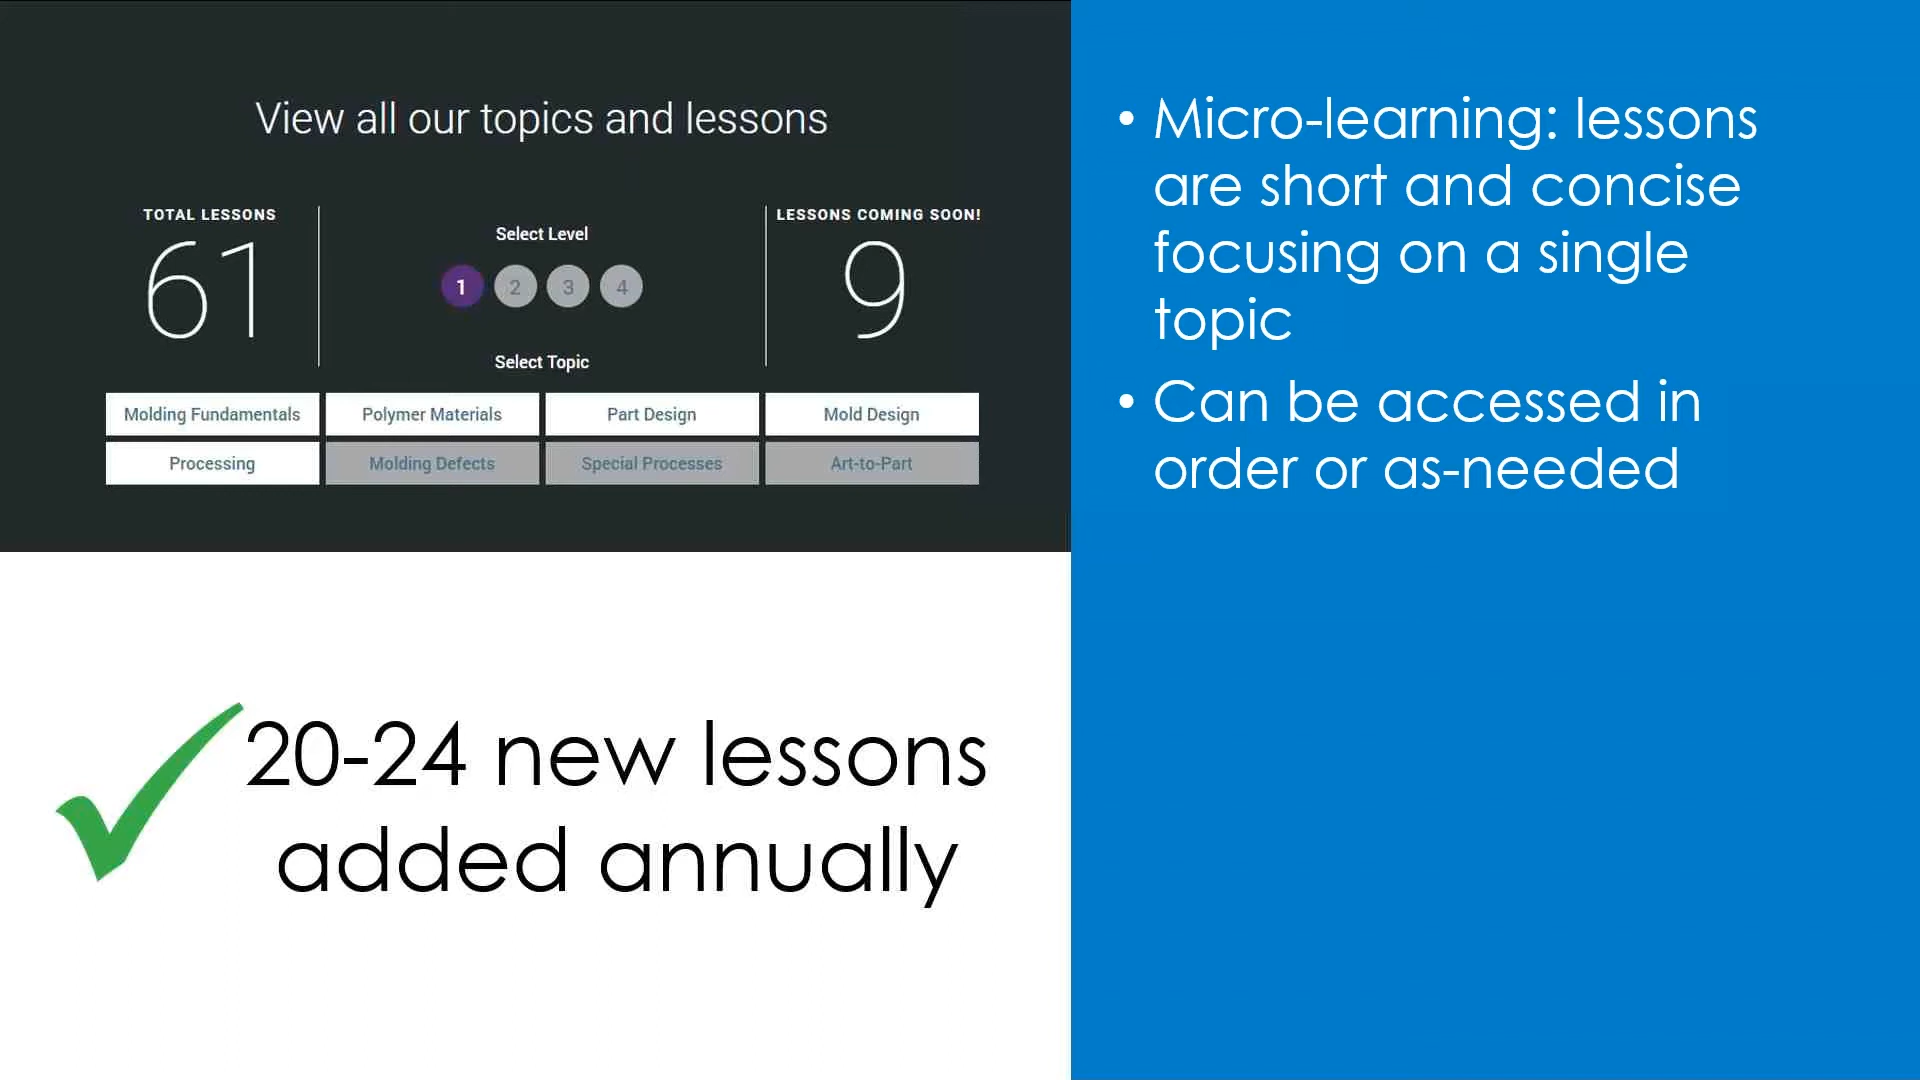 View all our topics and lessons
TOTAL LESSONS
61
Select Level
1 2 3 4
Select Topic
LESSONS COMING SOON!
9
Molding Fundamentals
Polymer Materials
Part Design
Mold Design
Processing
Molding Defects
Special Processes
Art-to-Part
20-24 new lessons
added annually
• Micro-learning: lessons
are short and concise
focusing on a single
topic
• Can be accessed in
order or as-needed